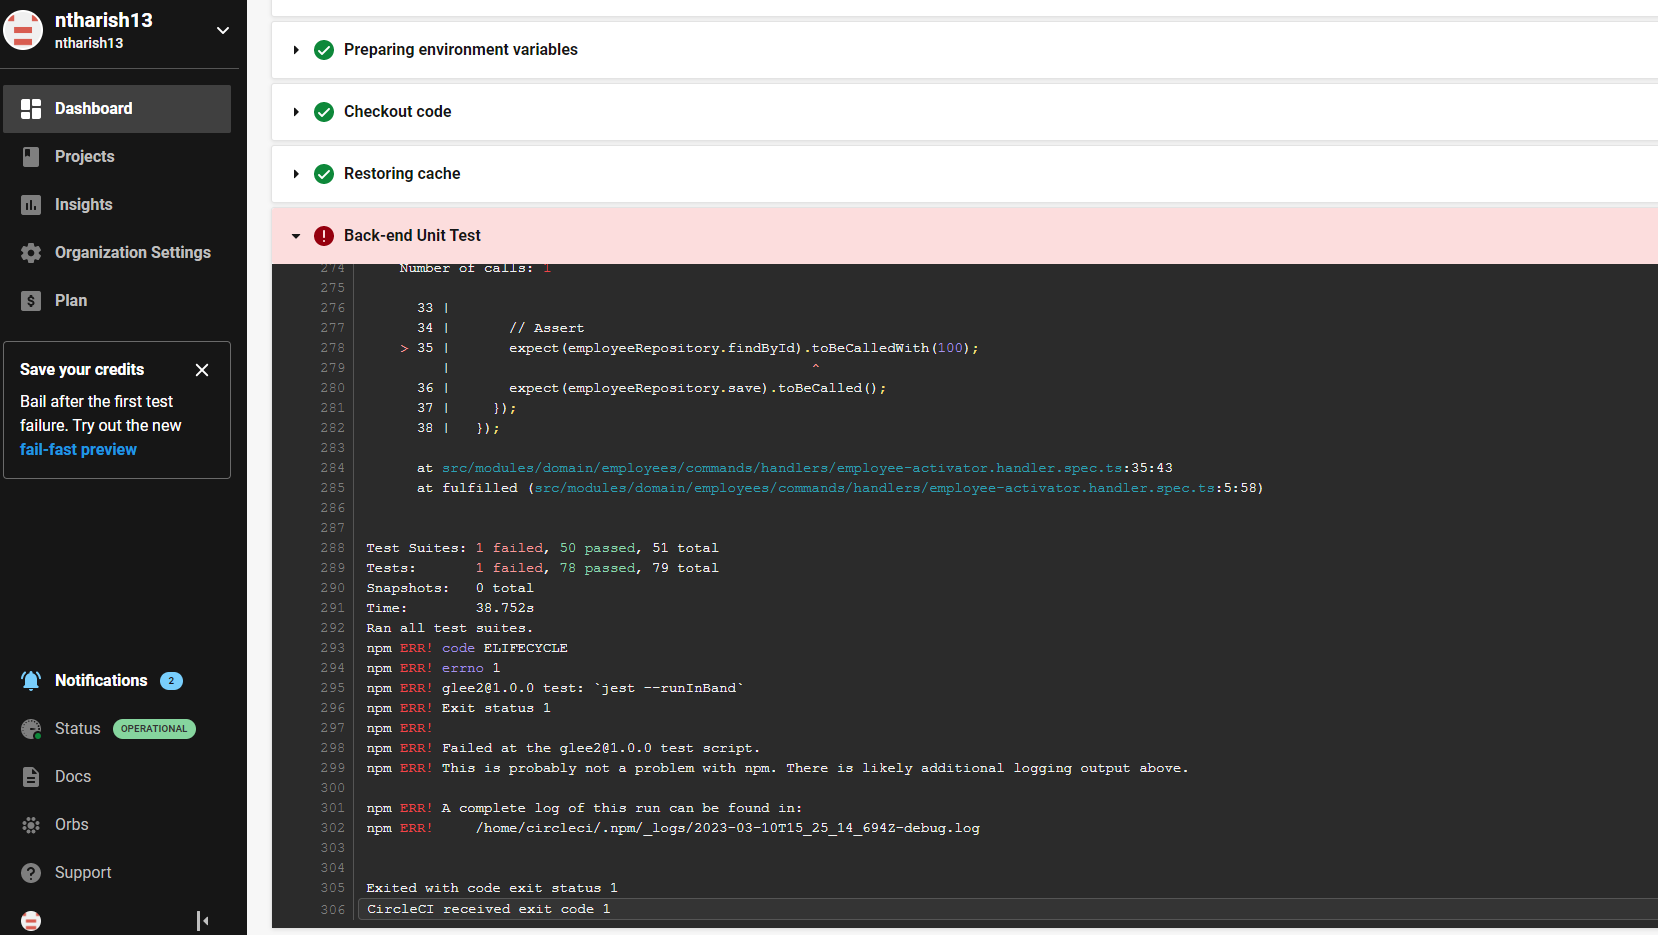 ntharish13
ntharish13
Dashboard
Projects
Insights
Organization Settings
Plan
Save your credits
Bail after the first test
failure. Try out the new
fail-fast preview
Notifications 2
Status OPERATIONAL
Docs
Orbs
Support
Preparing environment variables
Checkout code
Restoring cache
! Back-end Unit Test
274 Number of calls: 1
275
276 33 |
277 34 | // Assert
278 > 35 | expect(employeeRepository.findById).toBeCalledWith(100);
279 | ^
280 36 | expect(employeeRepository.save).toBeCalled();
281 37 | });
282 38 | });
283
284 at src/modules/domain/employees/commands/handlers/employee-activator.handler.spec.ts:35:43
285 at fulfilled (src/modules/domain/employees/commands/handlers/employee-activator.handler.spec.ts:5:58)
286
287
288 Test Suites: 1 failed, 50 passed, 51 total
289 Tests: 1 failed, 78 passed, 79 total
290 Snapshots: 0 total
291 Time: 38.752s
292 Ran all test suites.
293 npm ERR! code ELIFECYCLE
294 npm ERR! errno 1
295 npm ERR! glee2@1.0.0 test: `jest --runInBand`
296 npm ERR! Exit status 1
297 npm ERR!
298 npm ERR! Failed at the glee2@1.0.0 test script.
299 npm ERR! This is probably not a problem with npm. There is likely additional logging output above.
300
301 npm ERR! A complete log of this run can be found in:
302 npm ERR! /home/circleci/.npm/_logs/2023-03-10T15_25_14_694Z-debug.log
303
304
305 Exited with code exit status 1
306 CircleCI received exit code 1